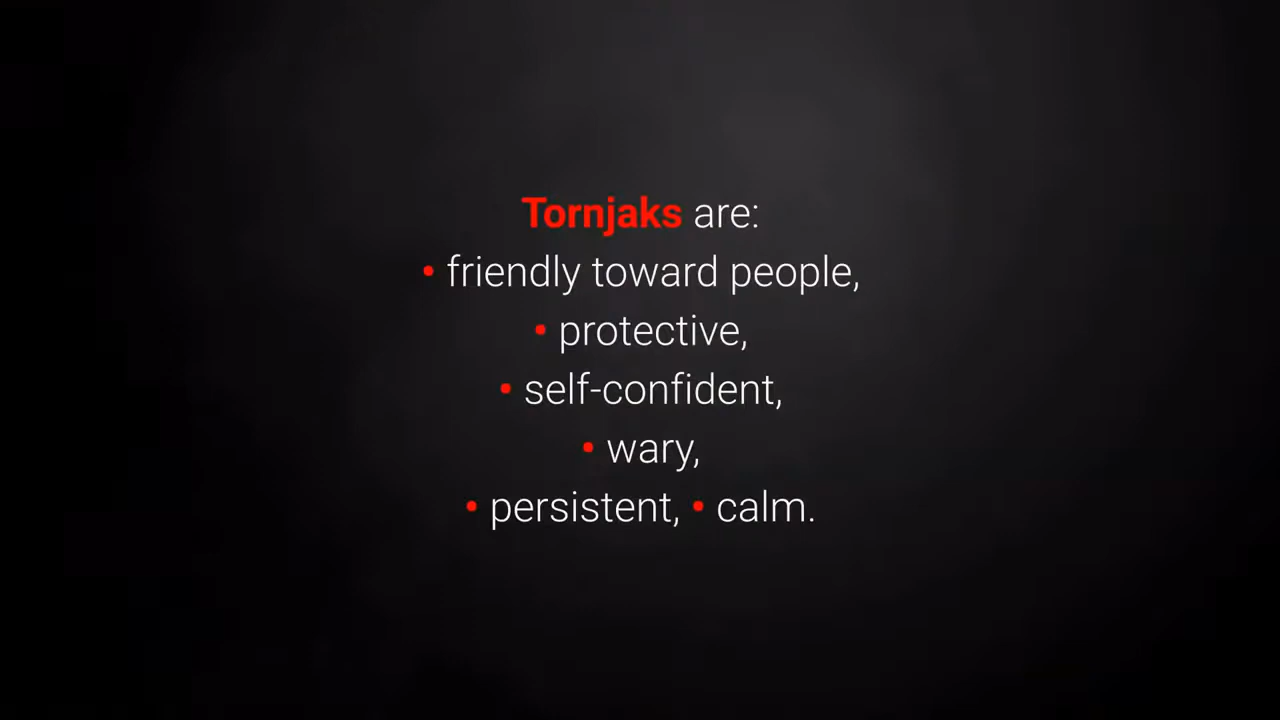 Tornjaks are:
• friendly toward people,
• protective,
• self-confident,
• wary,
• persistent, • calm.